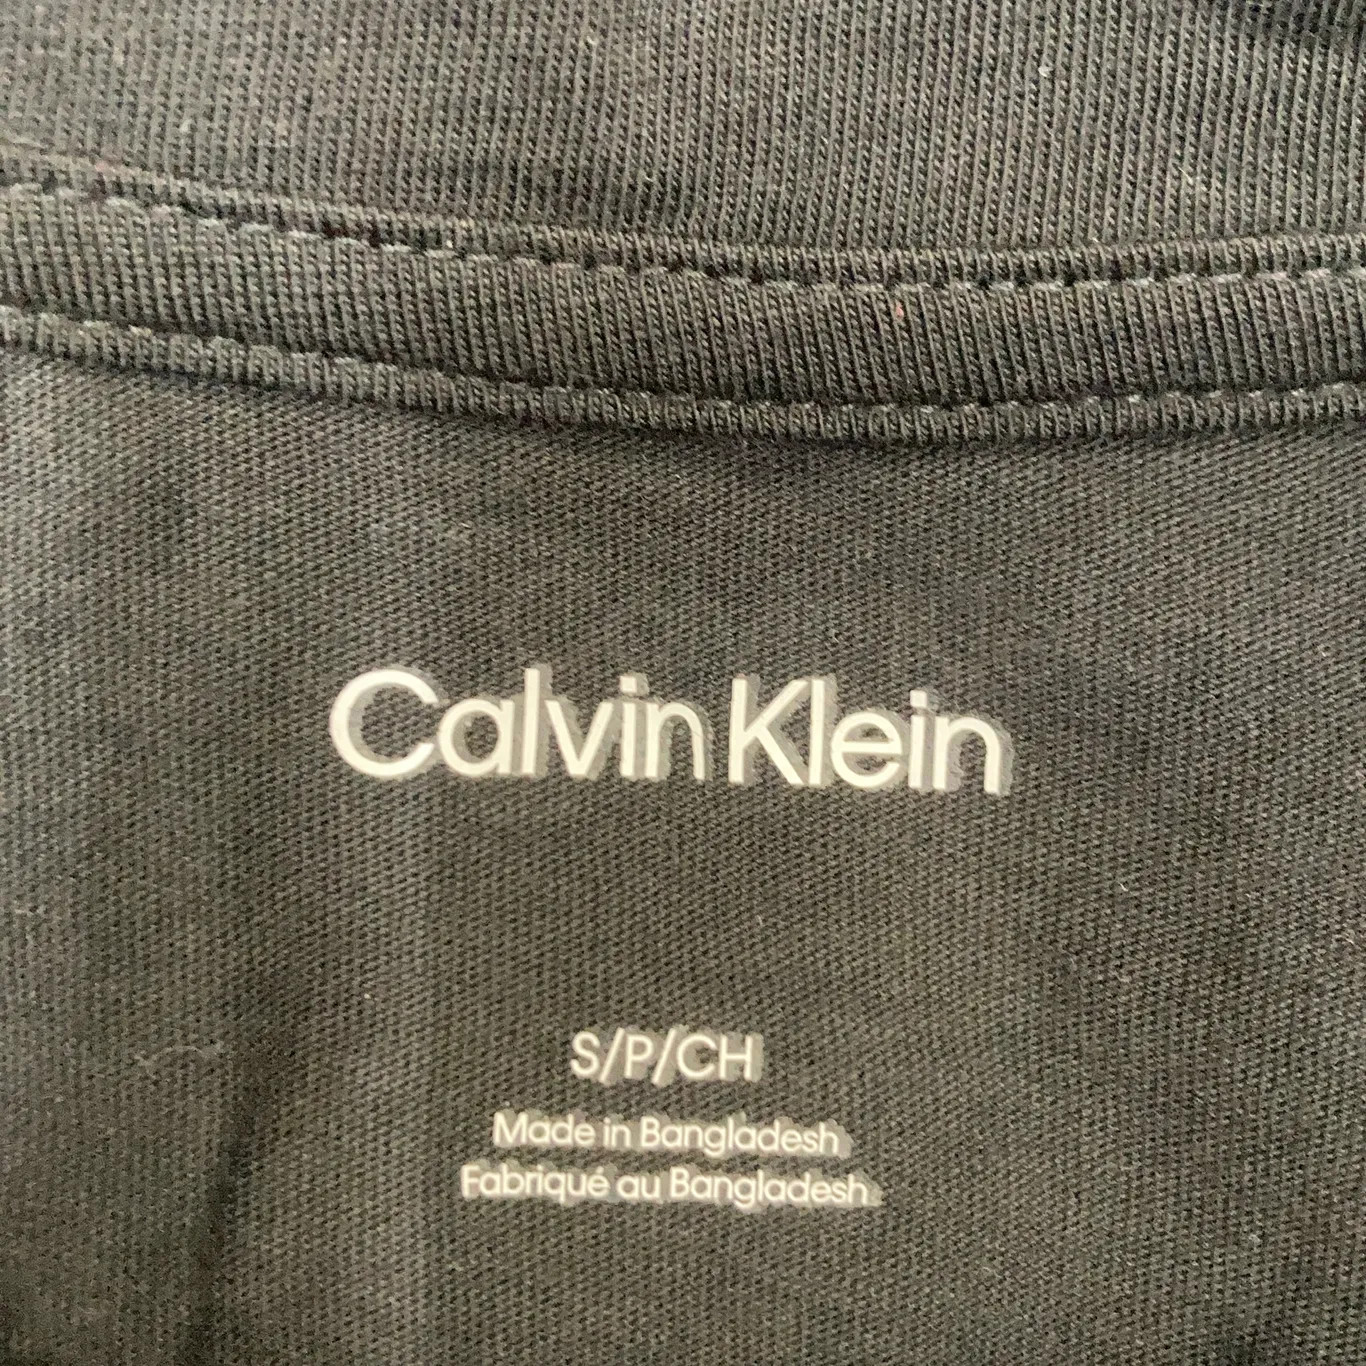 Calvin Klein
S/P/CH
Made in Bangladesh
Fabriqué au Bangladesh